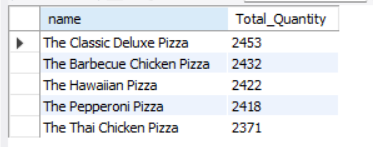 name Total_Quantity
The Classic Deluxe Pizza 2453
The Barbecue Chicken Pizza 2432
The Hawaiian Pizza 2422
The Pepperoni Pizza 2418
The Thai Chicken Pizza 2371